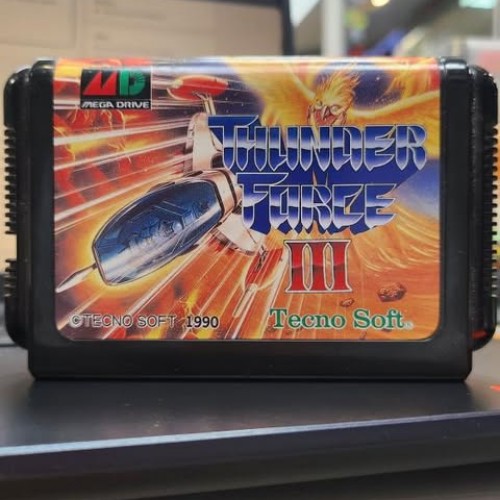 MD
MEGA DRIVE
THUNDER
FORCE
III
©TECNO SOFT 1990
Tecno Soft®